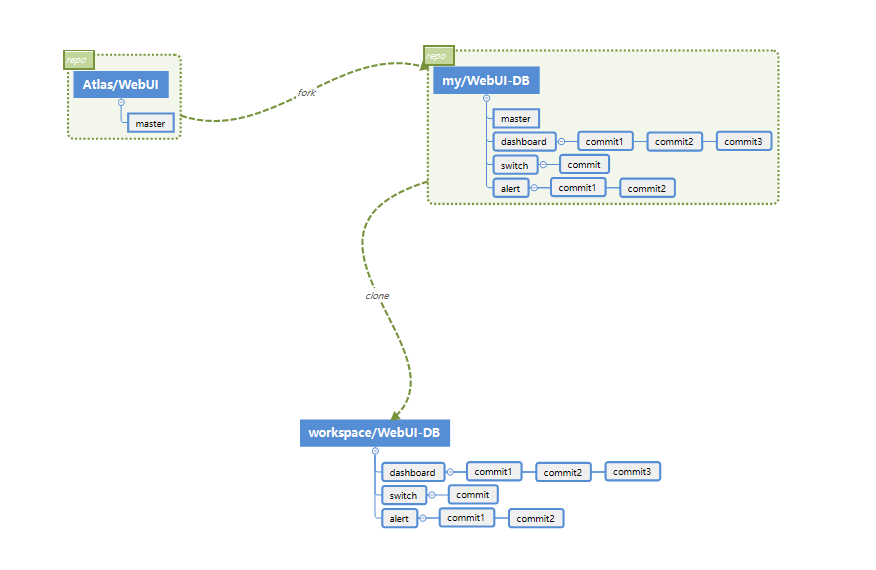 repo
Atlas/WebUI
master
fork
repo
my/WebUI-DB
master
dashboard commit1 commit2 commit3
switch commit
alert commit1 commit2
clone
workspace/WebUI-DB
dashboard commit1 commit2 commit3
switch commit
alert commit1 commit2